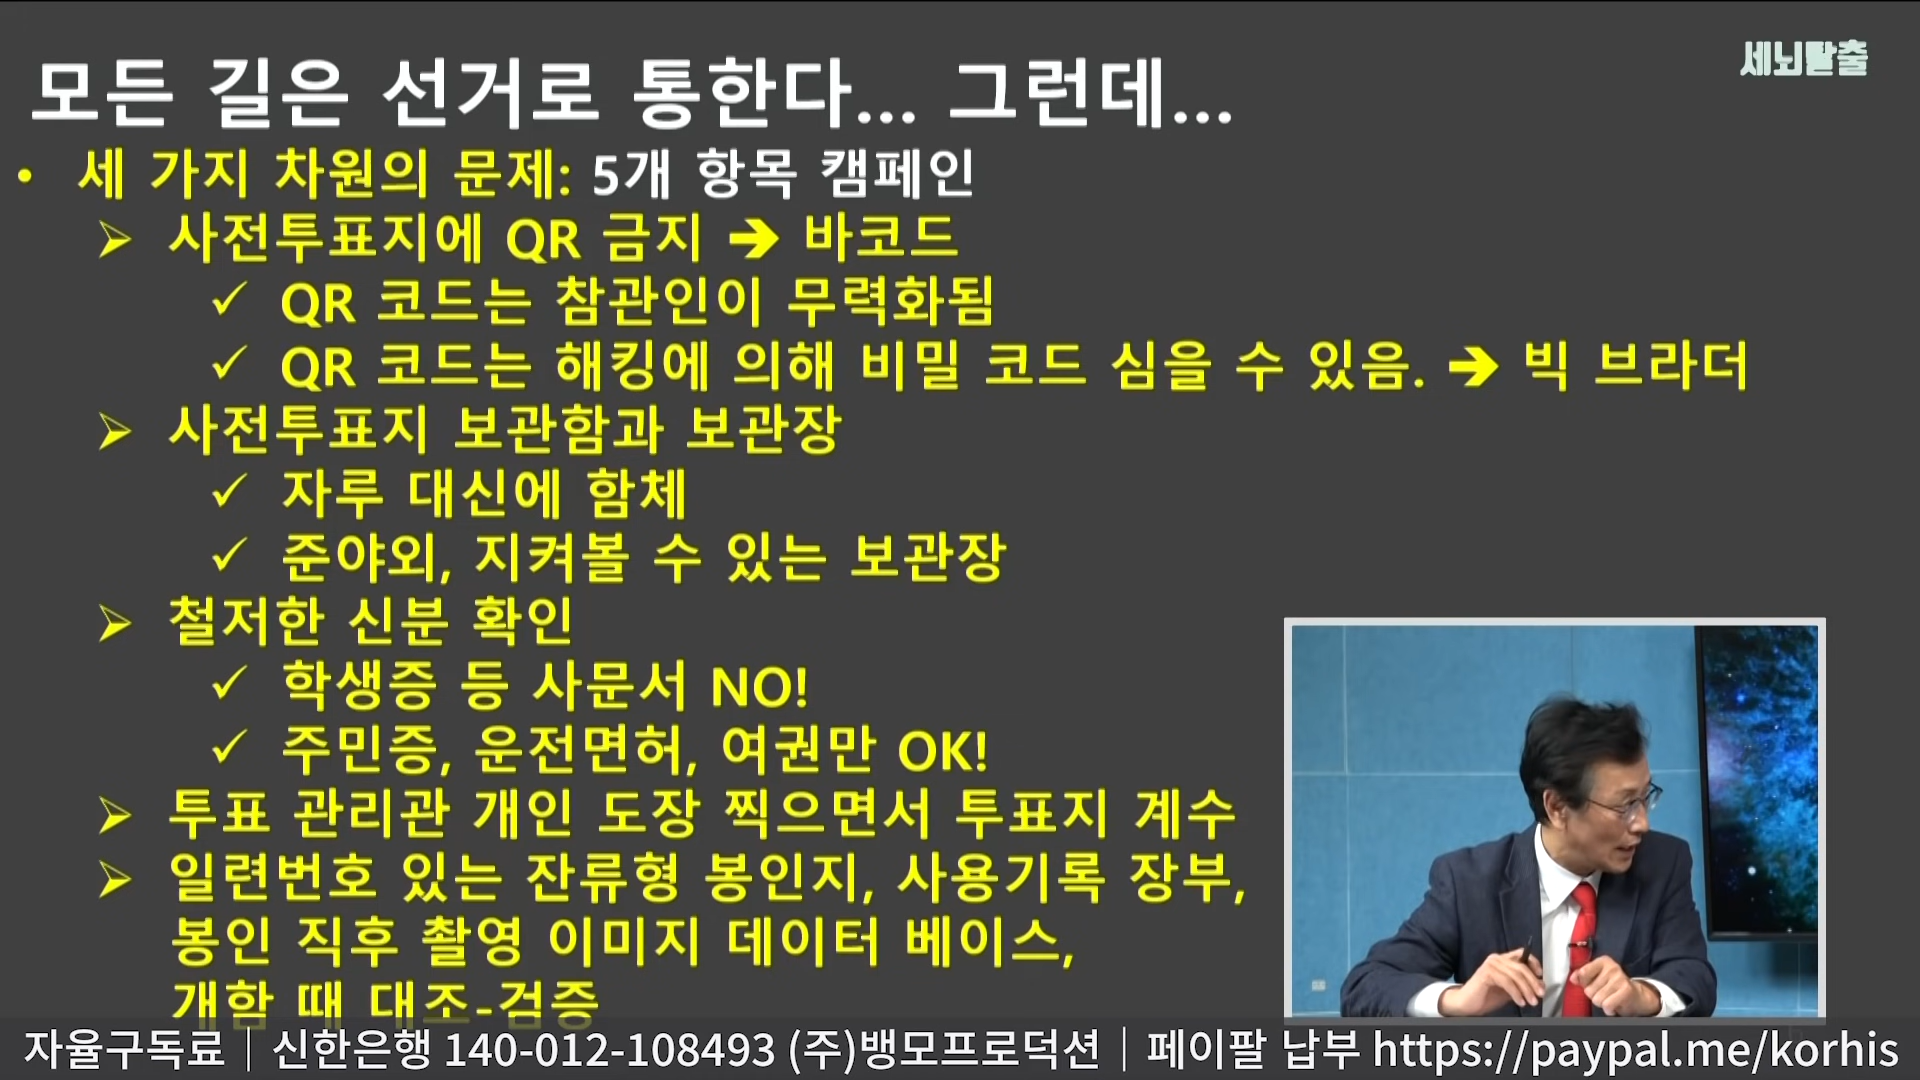 세뇌탈출
모든 길은 선거로 통한다... 그런데...
• 세 가지 차원의 문제: 5개 항목 캠페인
➢ 사전투표지에 QR 금지 ➔ 바코드
✓ QR 코드는 참관인이 무력화됨
✓ QR 코드는 해킹에 의해 비밀 코드 심을 수 있음. ➔ 빅 브라더
➢ 사전투표지 보관함과 보관장
✓ 자루 대신에 함체
✓ 준야외, 지켜볼 수 있는 보관장
➢ 철저한 신분 확인
✓ 학생증 등 사문서 NO!
✓ 주민증, 운전면허, 여권만 OK!
➢ 투표 관리관 개인 도장 찍으면서 투표지 계수
➢ 일련번호 있는 잔류형 봉인지, 사용기록 장부,
봉인 직후 촬영 이미지 데이터 베이스,
개함 때 대조-검증
자율구독료│신한은행 140-012-108493 (주)뱅모프로덕션│페이팔 납부 https://paypal.me/korhis